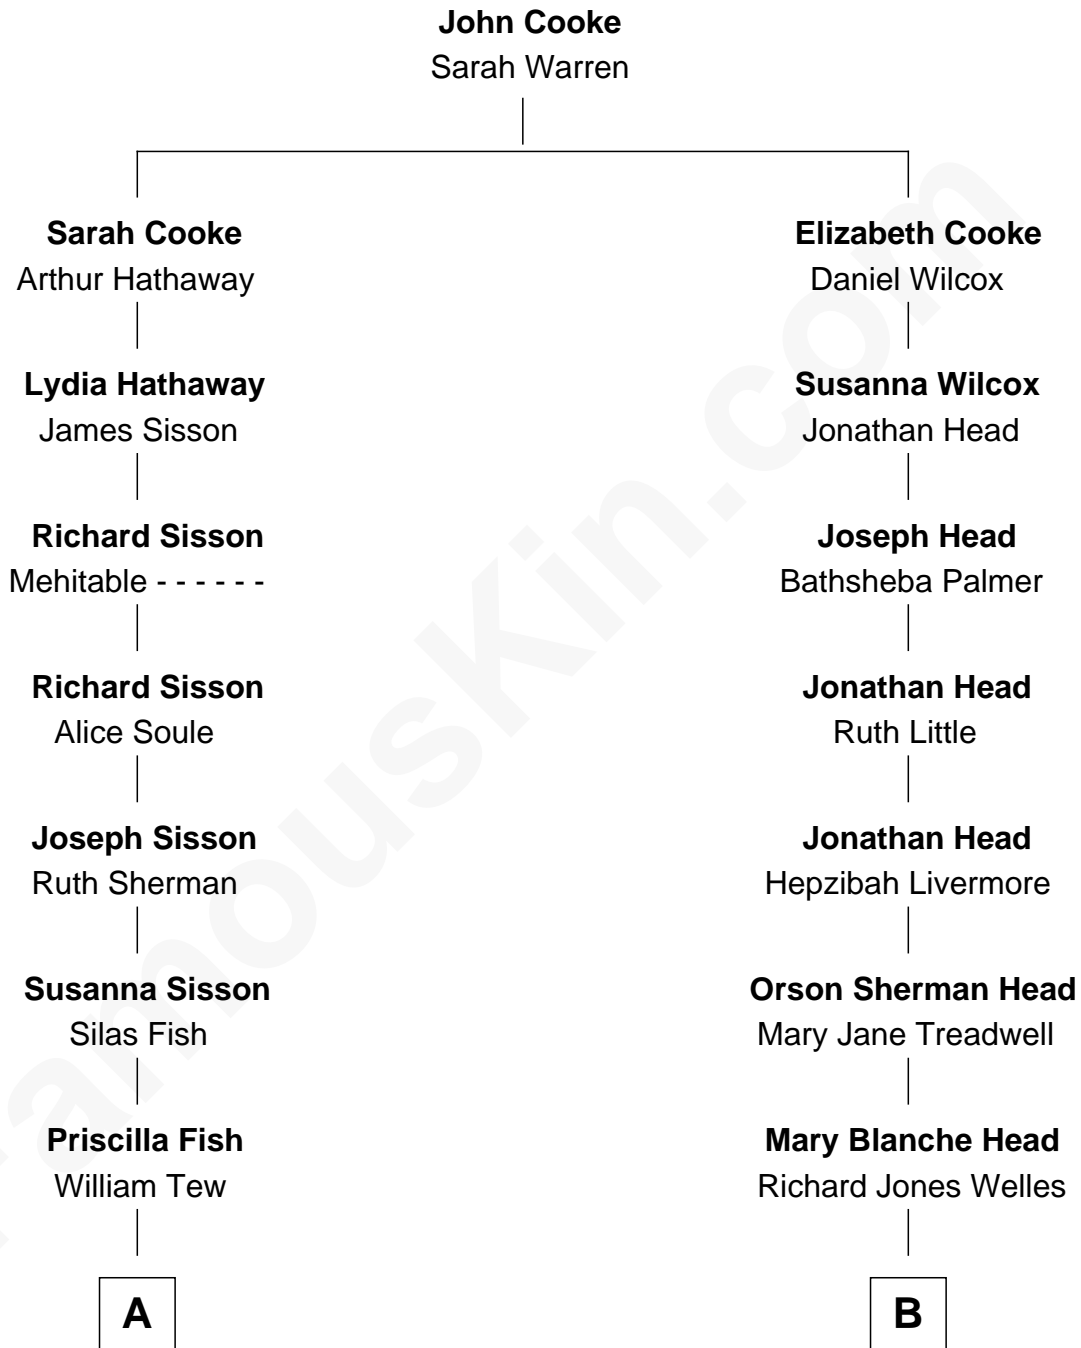 John Cooke
Sarah Warren
Sarah Cooke
Arthur Hathaway
Elizabeth Cooke
Daniel Wilcox
Lydia Hathaway
James Sisson
Susanna Wilcox
Jonathan Head
Richard Sisson
Mehitable - - - - - -
Joseph Head
Bathsheba Palmer
Richard Sisson
Alice Soule
Jonathan Head
Ruth Little
Joseph Sisson
Ruth Sherman
Jonathan Head
Hepzibah Livermore
Susanna Sisson
Silas Fish
Orson Sherman Head
Mary Jane Treadwell
Priscilla Fish
William Tew
Mary Blanche Head
Richard Jones Welles
A
B
FamousKin.com